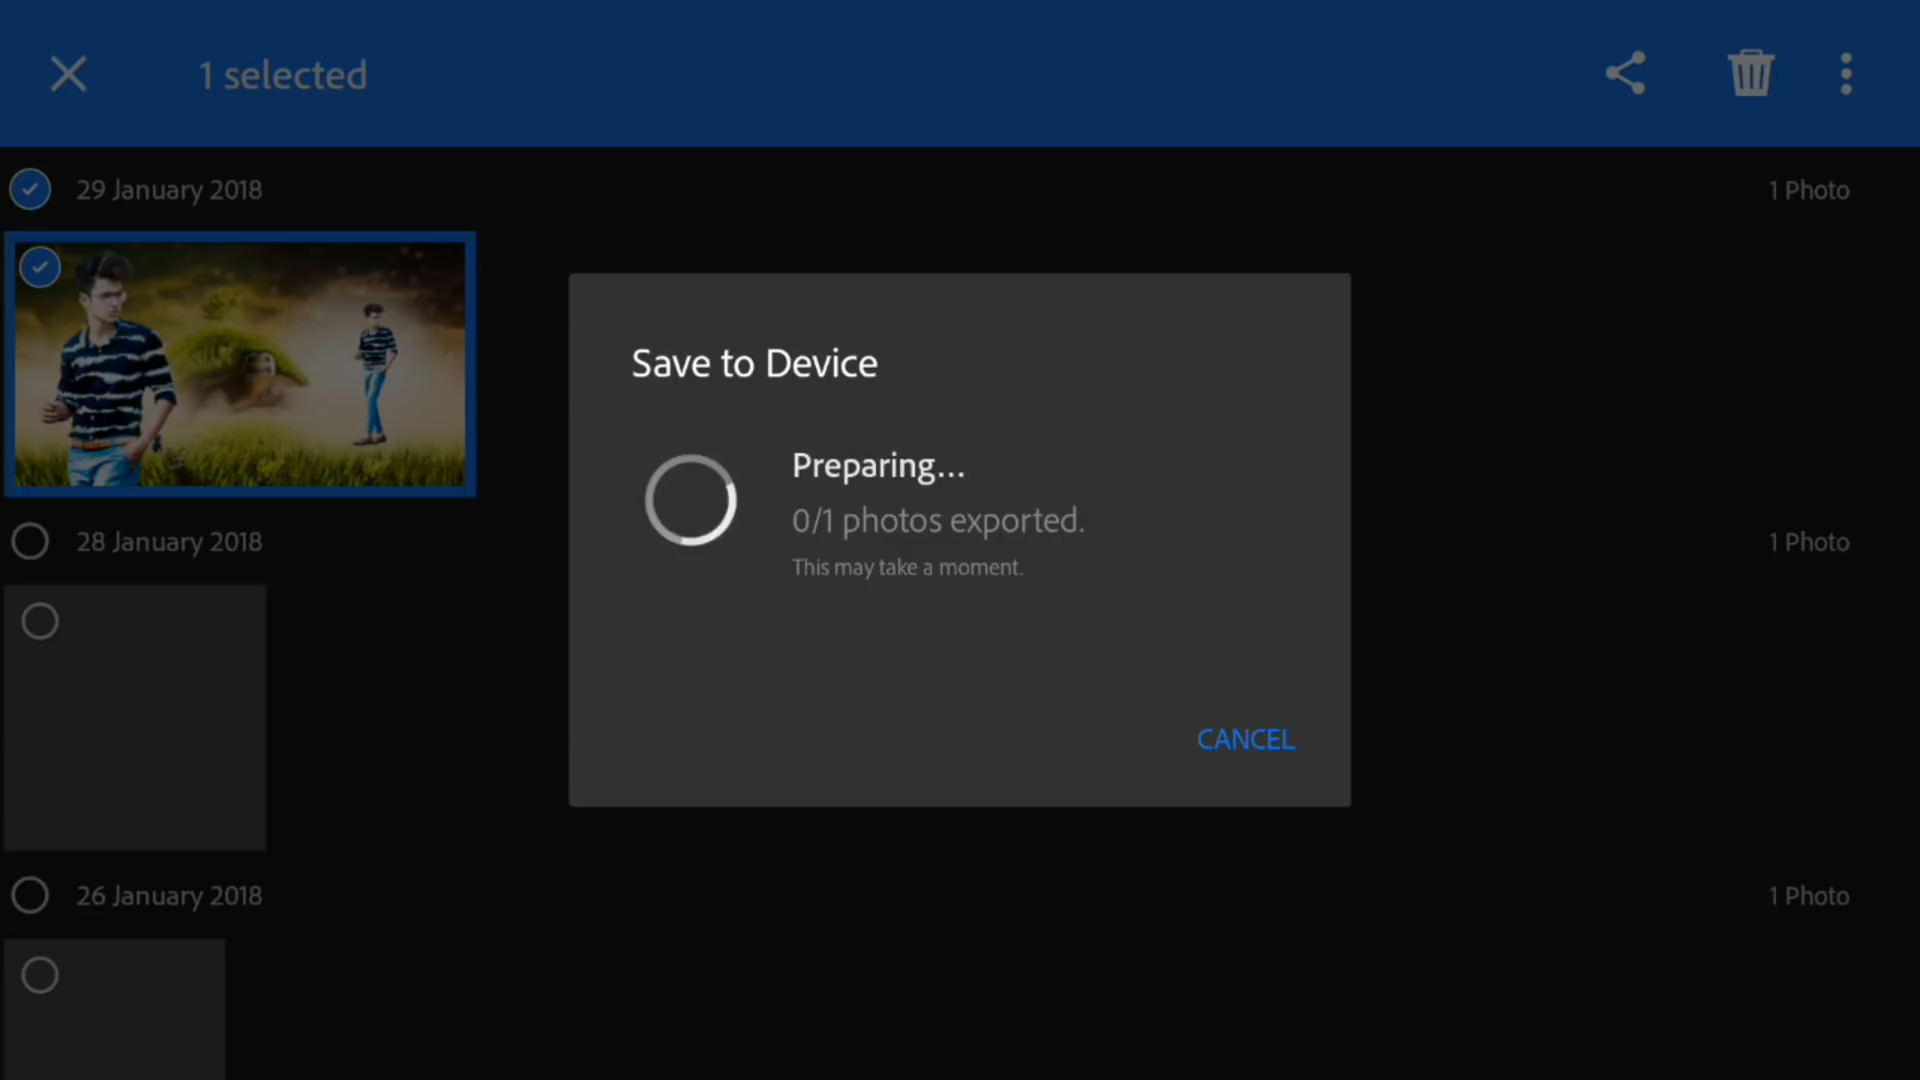 1 selected
29 January 2018
1 Photo
Save to Device
Preparing...
0/1 photos exported.
This may take a moment.
CANCEL
28 January 2018
1 Photo
26 January 2018
1 Photo